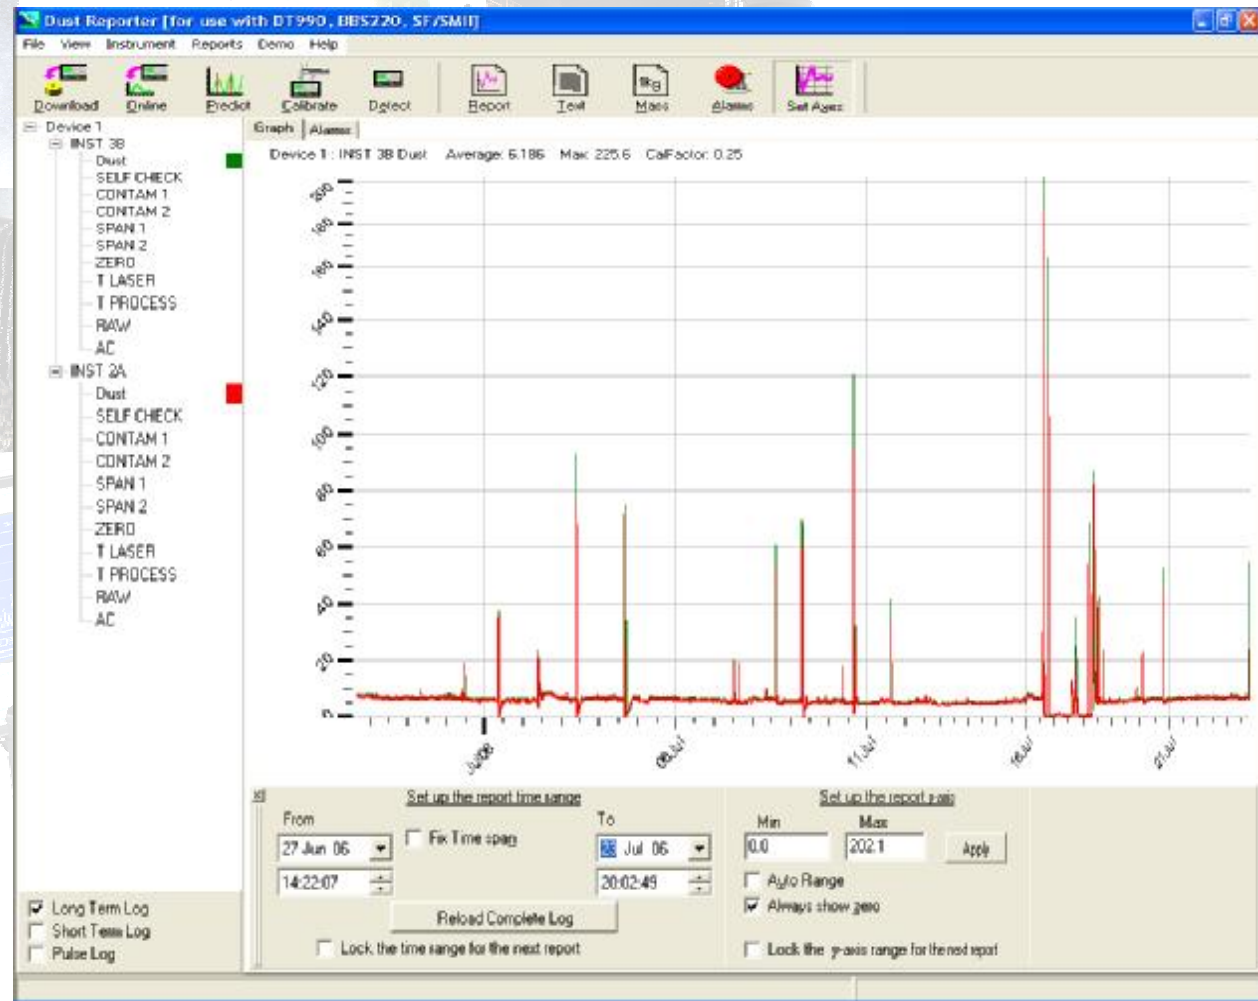 Dust Reporter [for use with DT990, BBS220, SF/SMII]
File View Instrument Reports Demo Help
Download Online Predict Calibrate Detect Report Text Mass Alarms Set Axes
1kg
Device 1
INST 3B
Dust
SELF CHECK
CONTAM 1
CONTAM 2
SPAN 1
SPAN 2
ZERO
T LASER
T PROCESS
RAW
AC
INST 2A
Dust
SELF CHECK
CONTAM 1
CONTAM 2
SPAN 1
SPAN 2
ZERO
T LASER
T PROCESS
RAW
AC
Long Term Log
Short Term Log
Pulse Log
Graph Alarms
Device 1 : INST 3B Dust Average: 6.186 Max: 225.6 CalFactor: 0.25
200
180
160
140
120
100
80
60
40
20
0
Jul/06 06/Jul 11/Jul 16/Jul 21/Jul
Set up the report time range
From
27 Jun 06
14:22:07
Fix Time span
To
23 Jul 06
20:02:49
Reload Complete Log
Lock the time range for the next report
Set up the report y-axis
Min Max
0.0 202.1 Apply
Auto Range
Always show zero
Lock the y-axis range for the next report